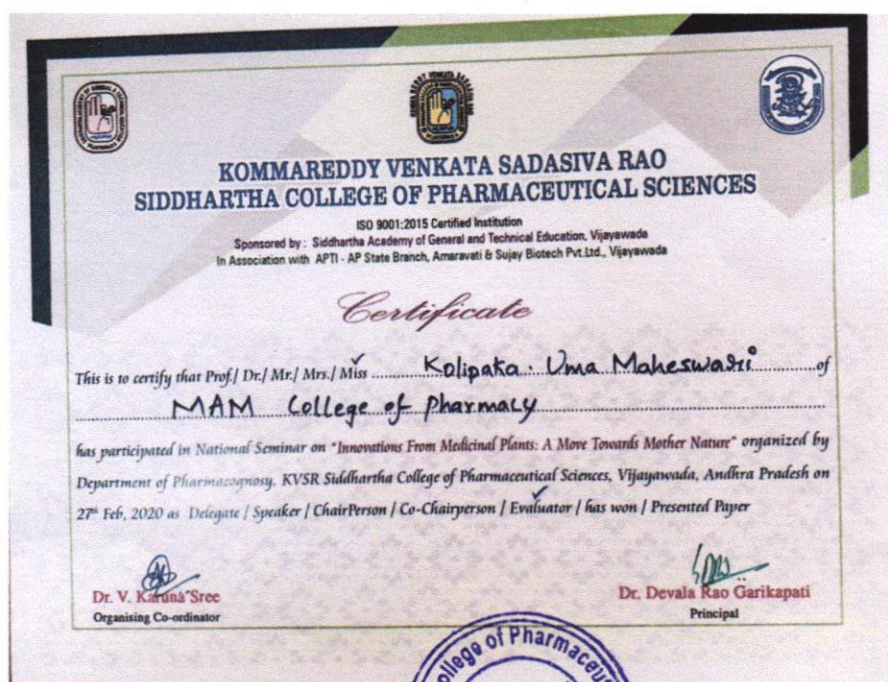 KOMMAREDDY VENKATA SADASIVA RAO
SIDDHARTHA COLLEGE OF PHARMACEUTICAL SCIENCES
ISO 9001:2015 Certified Institution
Sponsored by : Siddhartha Academy of General and Technical Education, Vijayawada
In Association with APTI - AP State Branch, Amaravati & Sujay Biotech Pvt.Ltd., Vijayawada
Certificate
This is to certify that Prof./ Dr./ Mr./ Mrs./ Miss Kolipaka. Uma Maheswari of
MAM College of Pharmacy
has participated in National Seminar on "Innovations From Medicinal Plants: A Move Towards Mother Nature" organized by
Department of Pharmacognosy, KVSR Siddhartha College of Pharmaceutical Sciences, Vijayawada, Andhra Pradesh on
27th Feb, 2020 as Delegate / Speaker / ChairPerson / Co-Chairperson / Evaluator / has won / Presented Paper
Dr. V. Karuna Sree
Organising Co-ordinator
Dr. Devala Rao Garikapati
Principal
College of Pharmaceu